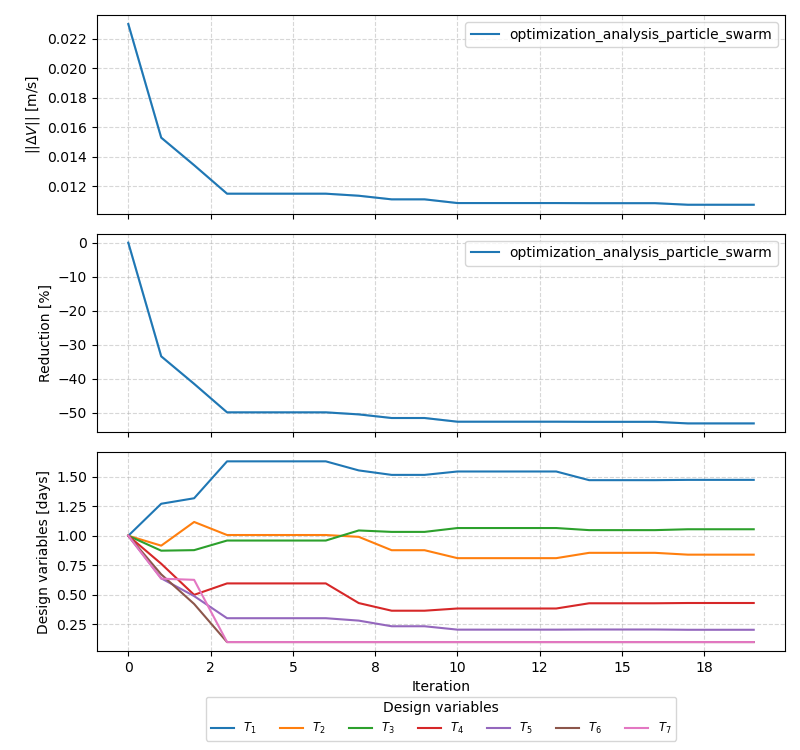 optimization_analysis_particle_swarm
||ΔV|| [m/s]
0.022
0.020
0.018
0.016
0.014
0.012
optimization_analysis_particle_swarm
Reduction [%]
0
−10
−20
−30
−40
−50
Design variables [days]
1.50
1.25
1.00
0.75
0.50
0.25
0 2 5 8 10 12 15 18
Iteration
Design variables
T₁ T₂ T₃ T₄ T₅ T₆ T₇